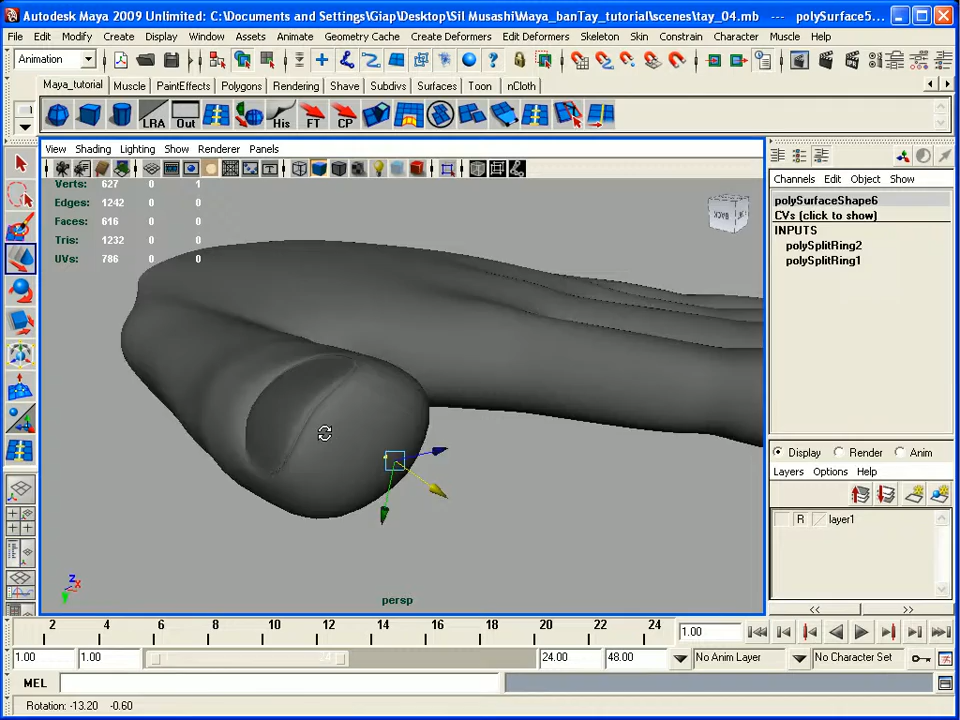 Autodesk Maya 2009 Unlimited: C:\Documents and Settings\Giap\Desktop\Sil Musashi\Maya_banTay_tutorial\scenes\tay_04.mb --- polySurface5...
File Edit Modify Create Display Window Assets Animate Geometry Cache Create Deformers Edit Deformers Skeleton Skin Constrain Character Muscle Help
Animation
Maya_tutorial Muscle PaintEffects Polygons Rendering Shave Subdivs Surfaces Toon nCloth
LRA Out His FT CP
View Shading Lighting Show Renderer Panels
Verts: 627 0 1
Edges: 1242 0 0
Faces: 616 0 0
Tris: 1232 0 0
UVs: 786 0 0
BACK
persp
Z
X
Channels Edit Object Show
polySurfaceShape6
CVs (click to show)
INPUTS
polySplitRing2
polySplitRing1
Display Render Anim
Layers Options Help
R layer1
<< >>
2 4 6 8 10 12 14 16 18 20 22 24
1.00
1.00 1.00 24 24.00 48.00 No Anim Layer No Character Set
MEL
Rotation: -13.20 -0.60